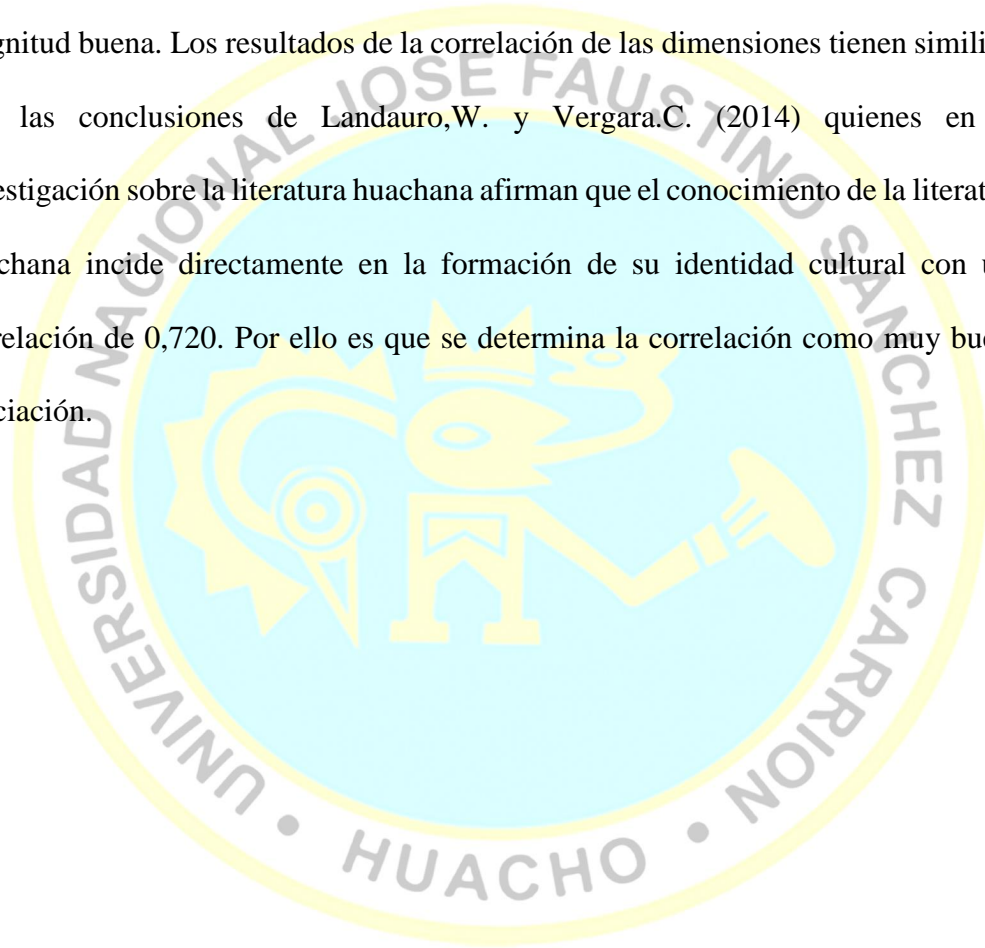 gnitud buena. Los resultados de la correlación de las dimensiones tienen simili
las conclusiones de Landauro,W. y Vergara.C. (2014) quienes en
estigación sobre la literatura huachana afirman que el conocimiento de la literat
chana incide directamente en la formación de su identidad cultural con u
relación de 0,720. Por ello es que se determina la correlación como muy bue
ciación.
UNIVERSIDAD NACIONAL JOSE FAUSTINO SANCHEZ CARRION
• HUACHO •